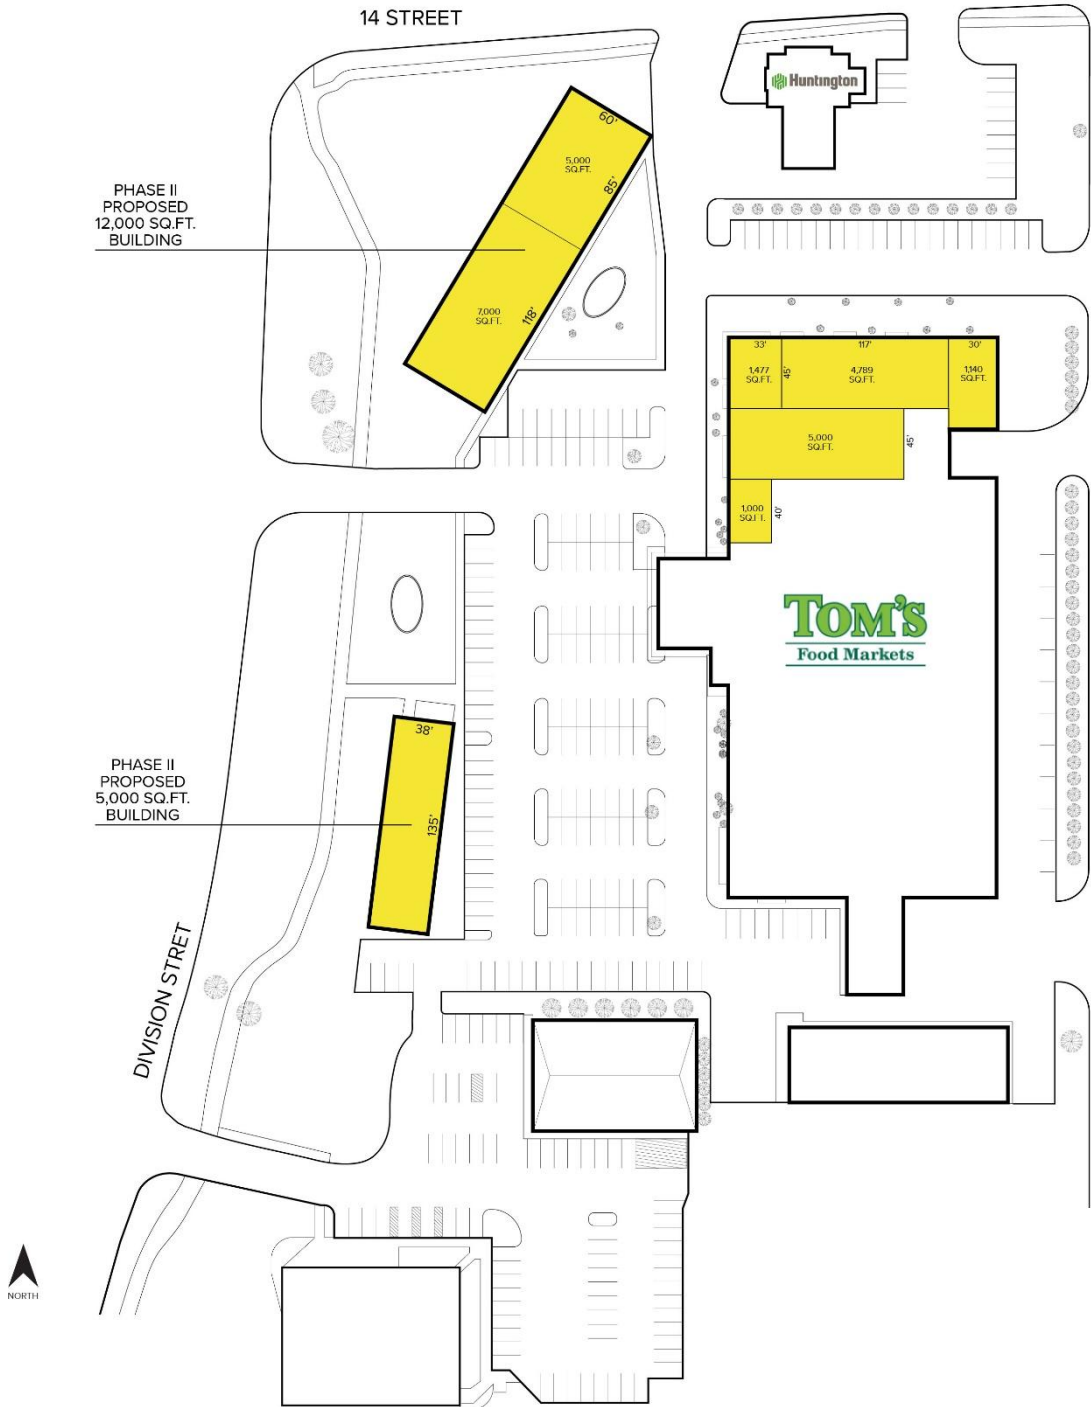 14 STREET
Huntington
60'
5,000
SQ.FT.
85'
PHASE II
PROPOSED
12,000 SQ.FT.
BUILDING
7,000
SQ.FT.
118'
33'
117'
30'
1,477
SQ.FT.
45'
4,789
SQ.FT.
1,140
SQ.FT.
5,000
SQ.FT.
45'
1,000
SQ.FT.
40'
TOM'S
Food Markets
38'
PHASE II
PROPOSED
5,000 SQ.FT.
BUILDING
135'
DIVISION STRET
NORTH